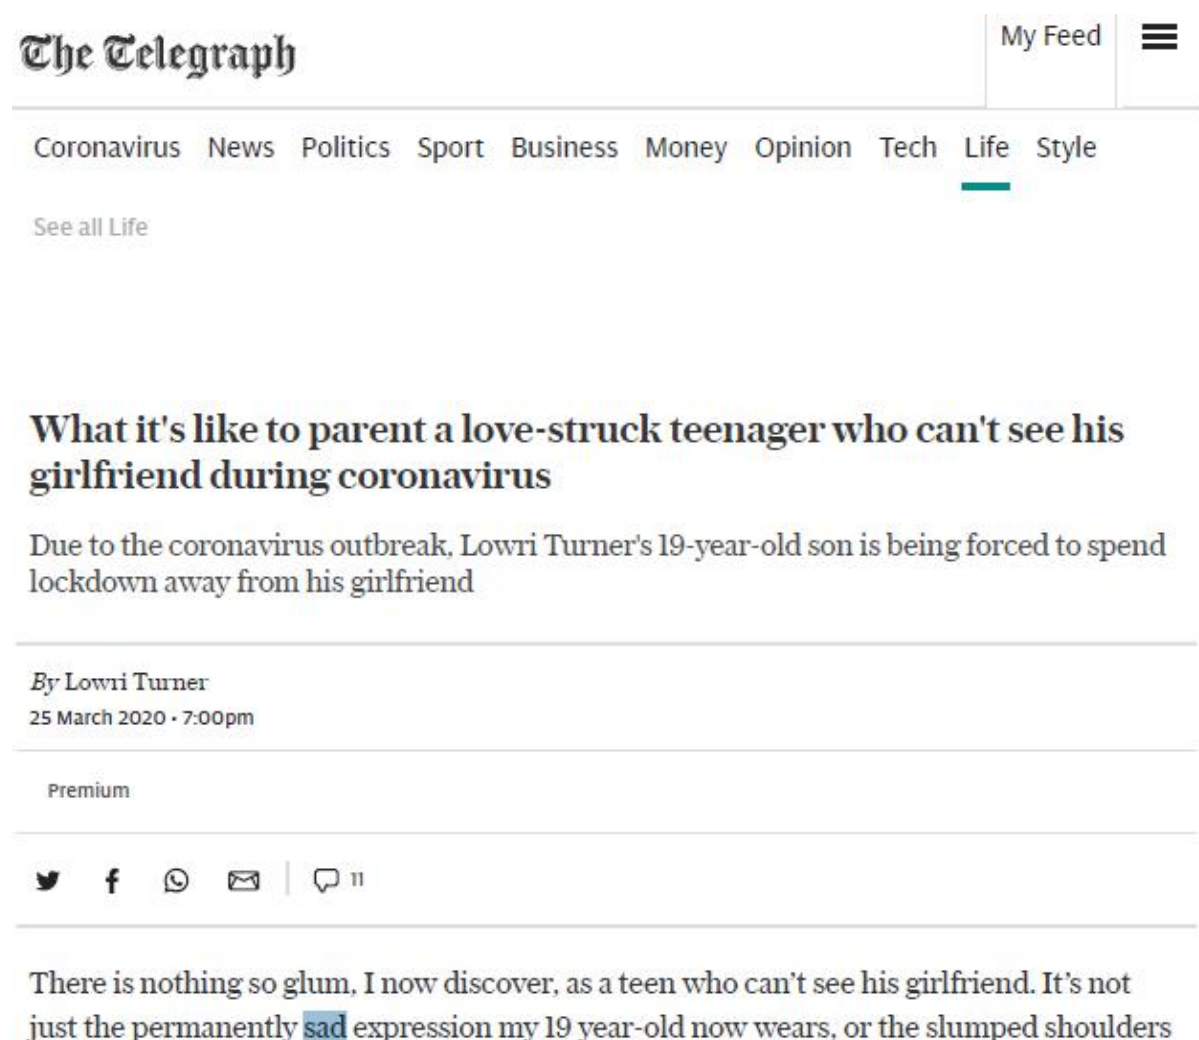 The Telegraph
My Feed
Coronavirus News Politics Sport Business Money Opinion Tech Life Style
See all Life
What it's like to parent a love-struck teenager who can't see his
girlfriend during coronavirus
Due to the coronavirus outbreak, Lowri Turner's 19-year-old son is being forced to spend
lockdown away from his girlfriend
By Lowri Turner
25 March 2020 • 7:00pm
Premium
11
There is nothing so glum, I now discover, as a teen who can’t see his girlfriend. It’s not
just the permanently sad expression my 19 year-old now wears, or the slumped shoulders